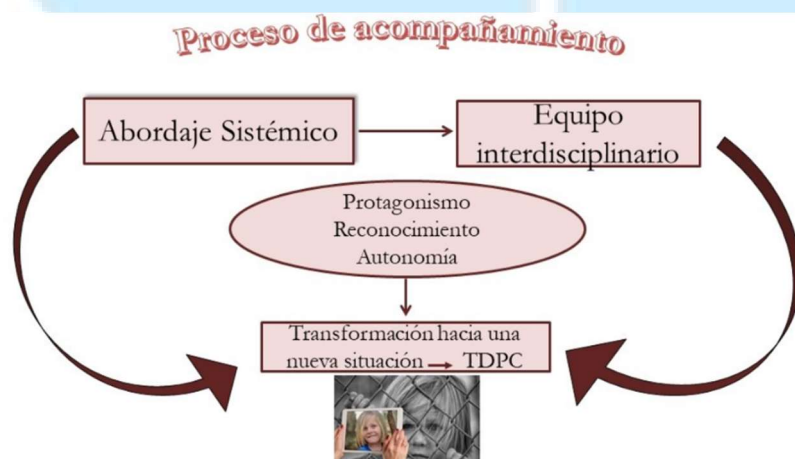 Proceso de acompañamiento
Abordaje Sistémico
Equipo
interdisciplinario
Protagonismo
Reconocimiento
Autonomía
Transformación hacia una
nueva situación → TDPC